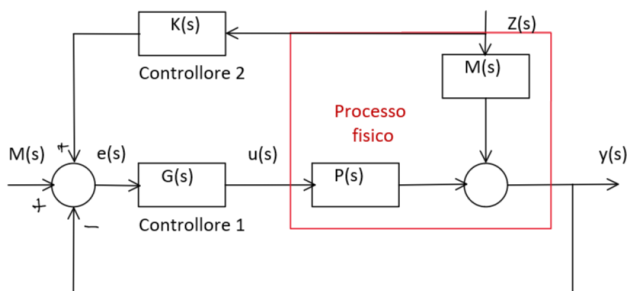 K(s)
Z(s)
Controllore 2
M(s)
Processo
fisico
+
M(s)
e(s)
u(s)
y(s)
G(s)
P(s)
+
−
Controllore 1